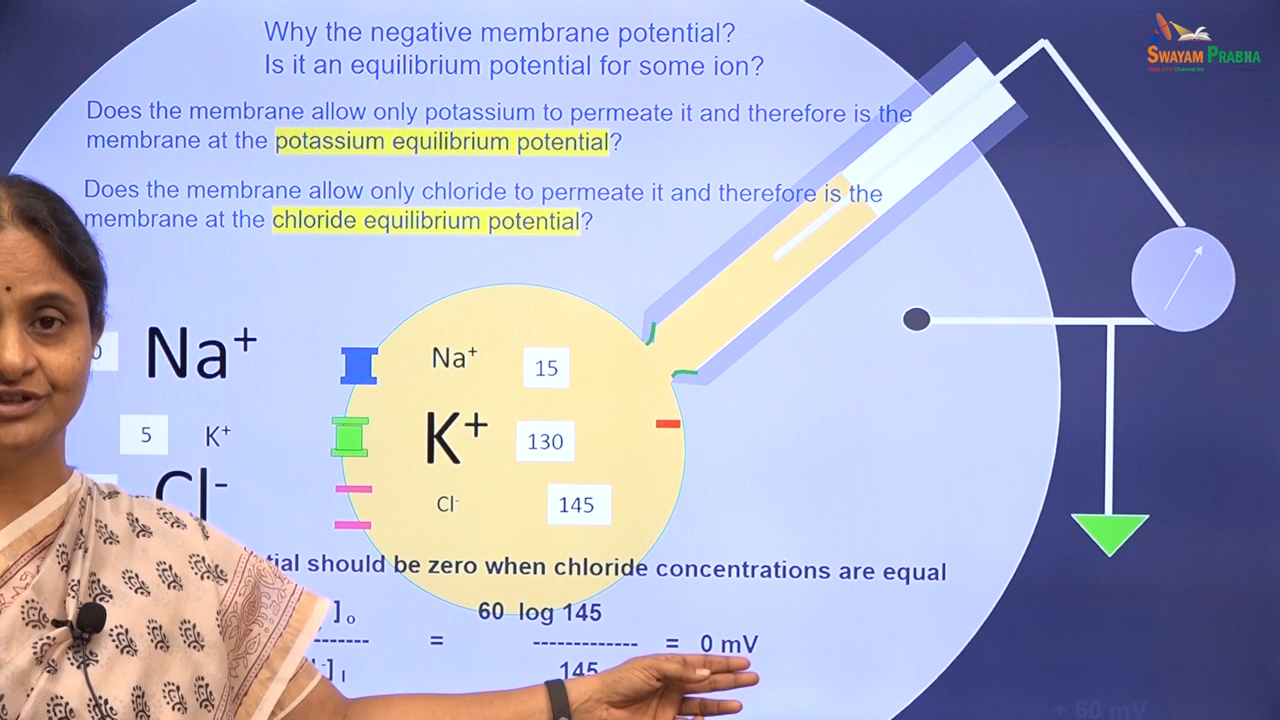 Why the negative membrane potential?
Is it an equilibrium potential for some ion?
SWAYAM PRABHA
Does the membrane allow only potassium to permeate it and therefore is the
membrane at the potassium equilibrium potential?
Does the membrane allow only chloride to permeate it and therefore is the
membrane at the chloride equilibrium potential?
Na⁺ Na⁺ 15
5 K⁺ K⁺ 130
Cl⁻ Cl⁻ 145
should be zero when chloride concentrations are equal
]ₒ 60 log 145
-------- = ------------- = 0 mV
]ᵢ 145
+ 60 mV